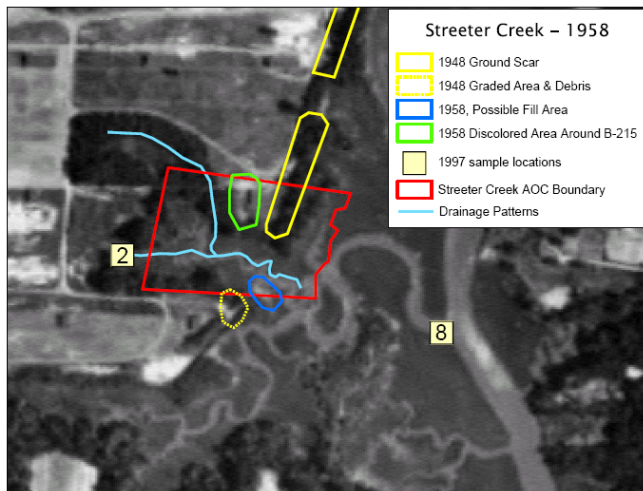 Streeter Creek – 1958
1948 Ground Scar
1948 Graded Area & Debris
1958, Possible Fill Area
1958 Discolored Area Around B-215
1997 sample locations
Streeter Creek AOC Boundary
Drainage Patterns
2
8